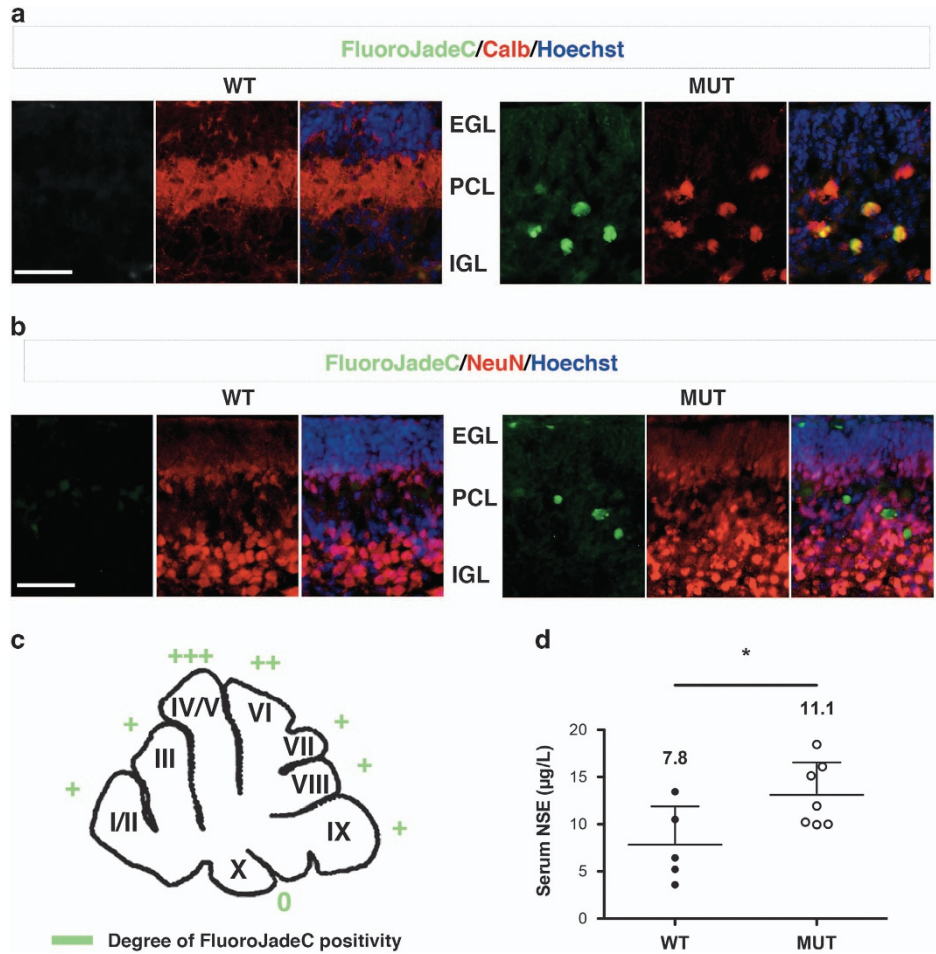 a
FluoroJadeC/Calb/Hoechst
WT
MUT
EGL
PCL
IGL
b
FluoroJadeC/NeuN/Hoechst
WT
MUT
EGL
PCL
IGL
c
+++
++
IV/V
VI
+
+
III
VII
+
+
VIII
I/II
IX
+
X
0
Degree of FluoroJadeC positivity
d
*
11.1
7.8
20
15
10
5
0
Serum NSE (µg/L)
WT
MUT